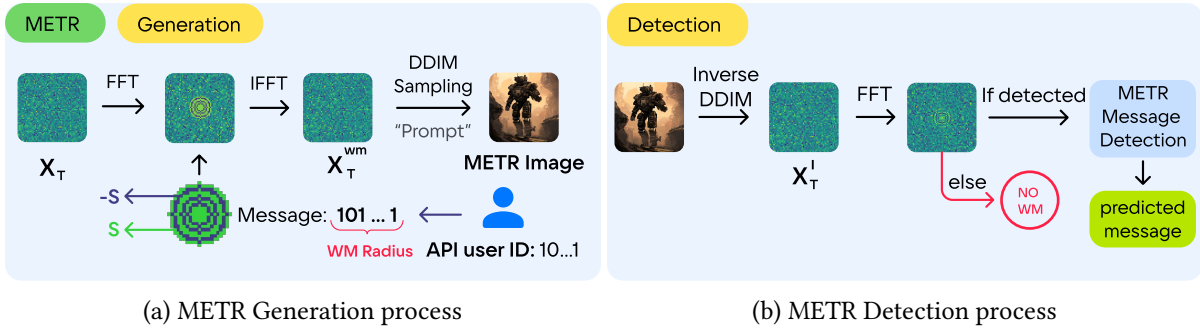 METR
Generation
FFT
IFFT
DDIM
Sampling
"Prompt"
X_T
X_T^wm
METR Image
-S
S
Message: 101 ... 1
WM Radius
API user ID: 10...1
(a) METR Generation process
Detection
Inverse
DDIM
FFT
If detected
METR
Message
Detection
X_T^I
else
NO
WM
predicted
message
(b) METR Detection process